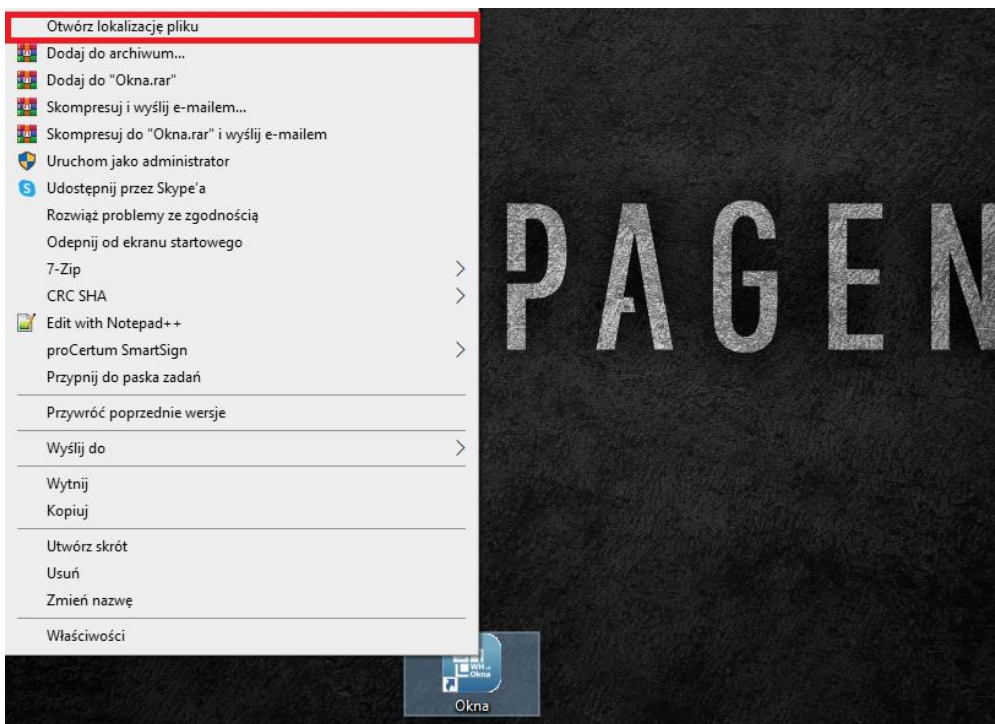 Otwórz lokalizację pliku
Dodaj do archiwum...
Dodaj do "Okna.rar"
Skompresuj i wyślij e-mailem...
Skompresuj do "Okna.rar" i wyślij e-mailem
Uruchom jako administrator
Udostępnij przez Skype'a
Rozwiąż problemy ze zgodnością
Odepnij od ekranu startowego
7-Zip
CRC SHA
Edit with Notepad++
proCertum SmartSign
Przypnij do paska zadań
Przywróć poprzednie wersje
Wyślij do
Wytnij
Kopiuj
Utwórz skrót
Usuń
Zmień nazwę
Właściwości
PAGEN
WH
Okna
Okna